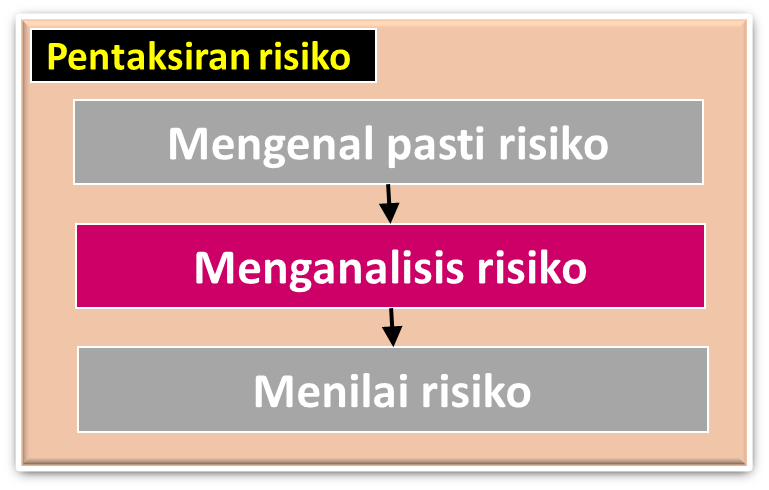 Pentaksiran risiko
Mengenal pasti risiko
Menganalisis risiko
Menilai risiko